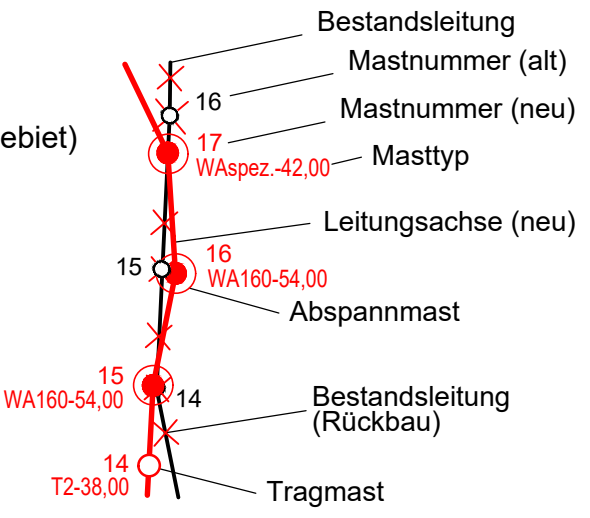 Bestandsleitung
Mastnummer (alt)
16
ebiet)
Mastnummer (neu)
17
WAspez.-42,00
Masttyp
Leitungsachse (neu)
16
15
WA160-54,00
Abspannmast
15
WA160-54,00
14
Bestandsleitung
(Rückbau)
14
T2-38,00
Tragmast